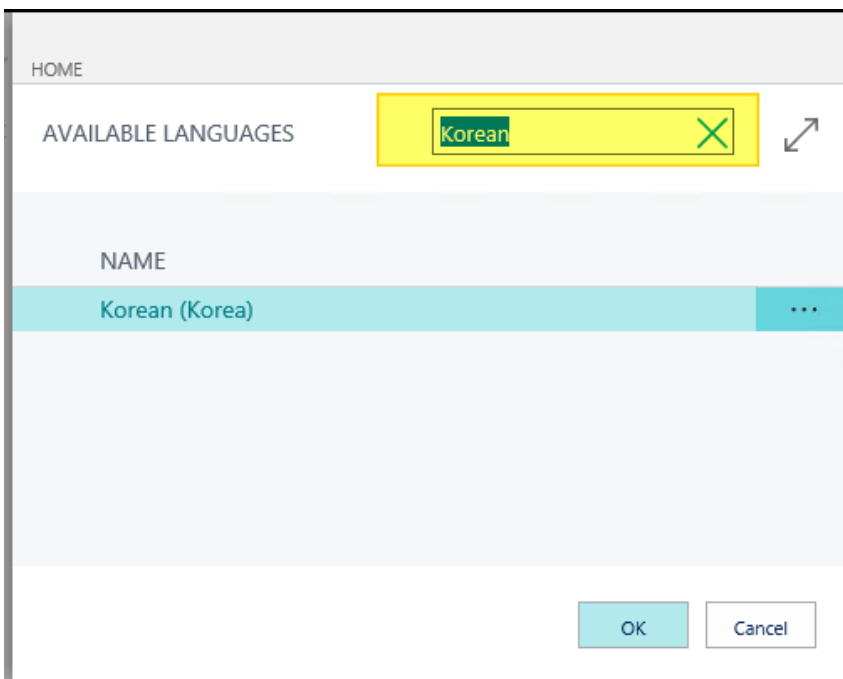 HOME
AVAILABLE LANGUAGES Korean
NAME
Korean (Korea) ...
OK Cancel